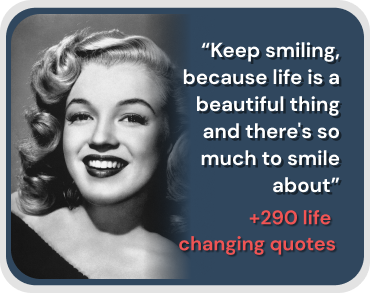 “Keep smiling,
because life is a
beautiful thing
and there's so
much to smile
about”
+290 life
changing quotes